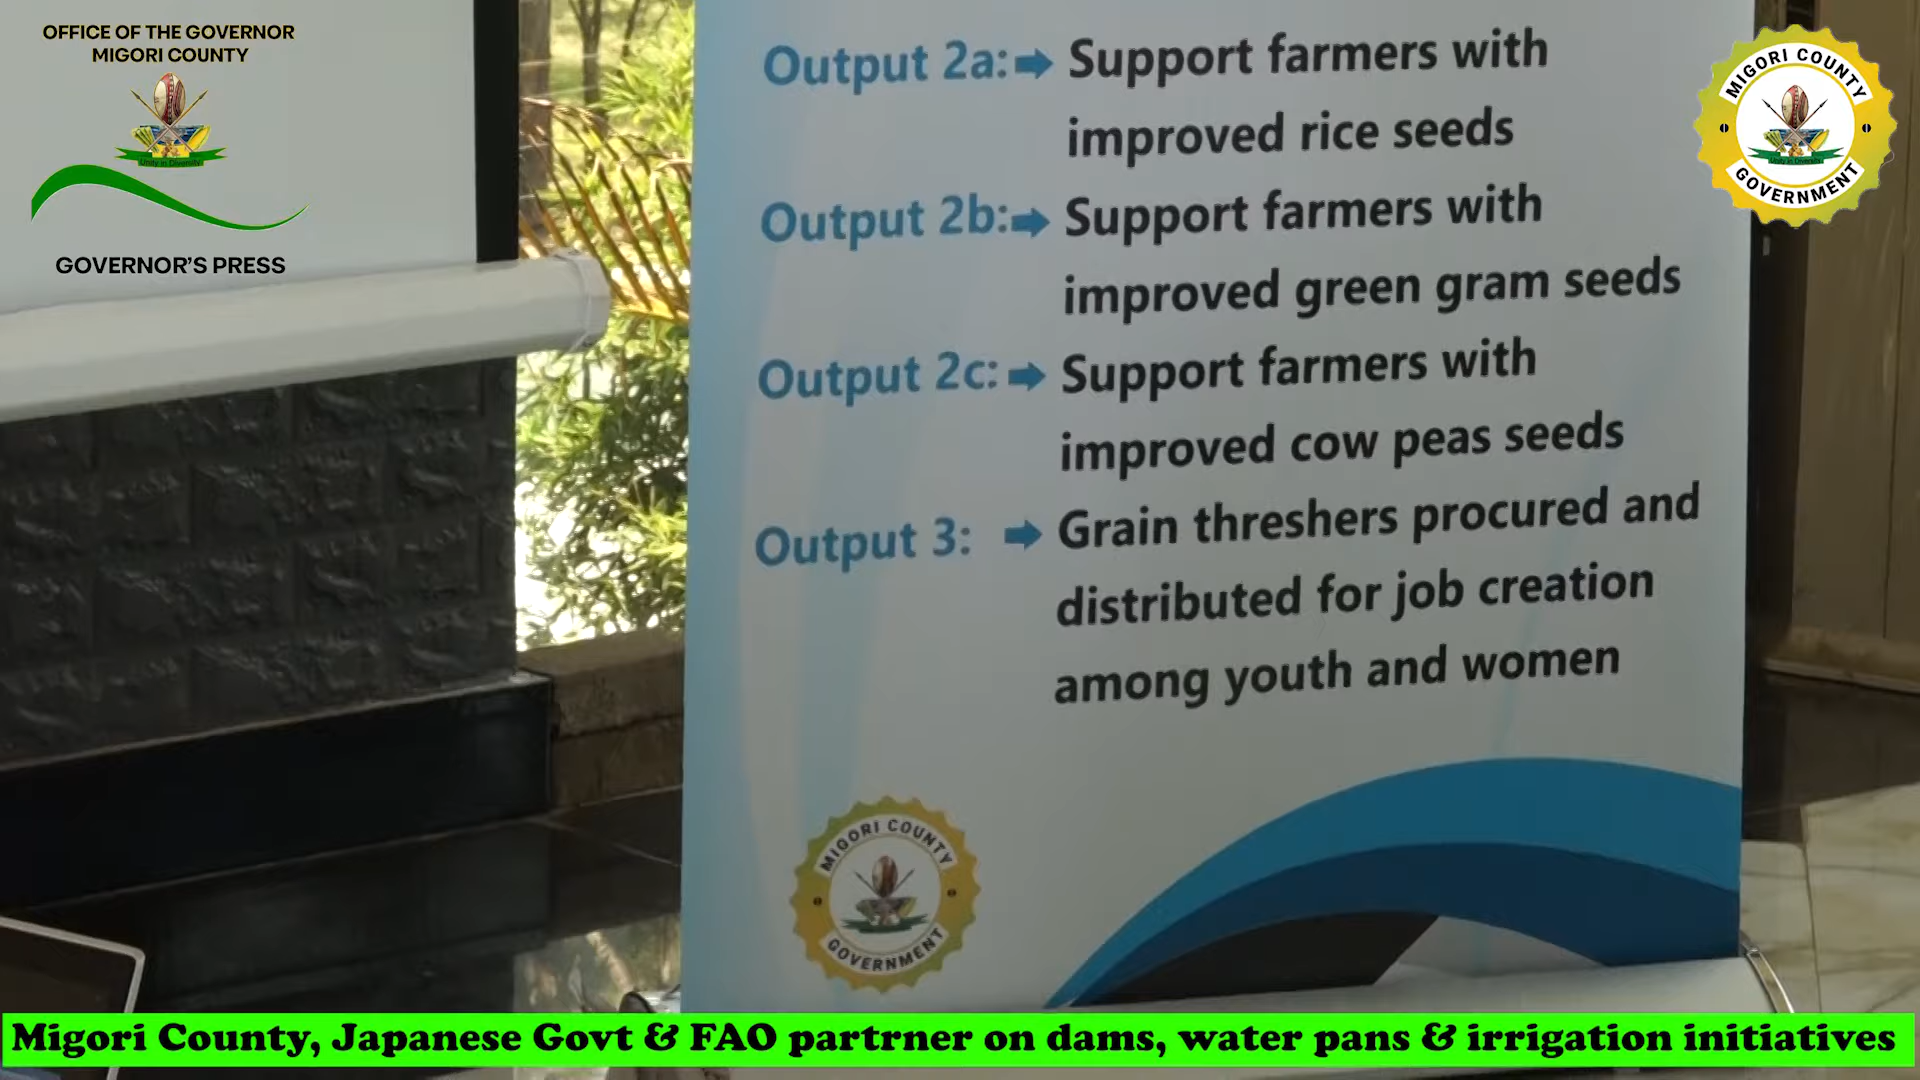 OFFICE OF THE GOVERNOR
MIGORI COUNTY
Unity in Diversity
GOVERNOR'S PRESS
MIGORI COUNTY
GOVERNMENT
Output 2a: Support farmers with
improved rice seeds
Output 2b: Support farmers with
improved green gram seeds
Output 2c: Support farmers with
improved cow peas seeds
Output 3: Grain threshers procured and
distributed for job creation
among youth and women
MIGORI COUNTY
GOVERNMENT
Migori County, Japanese Govt & FAO partrner on dams, water pans & irrigation initiatives